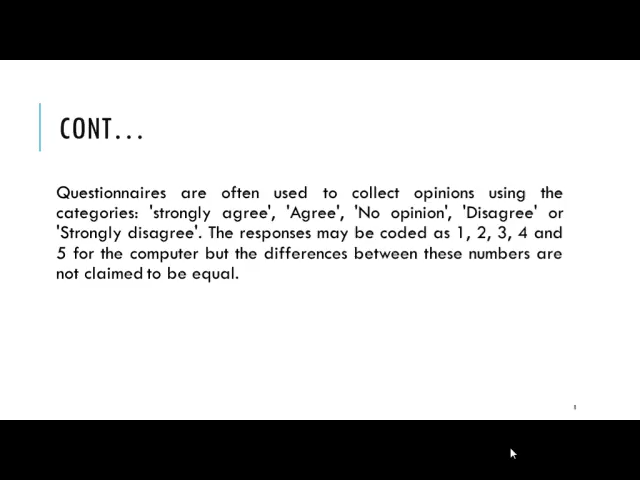 CONT...
Questionnaires are often used to collect opinions using the
categories: 'strongly agree', 'Agree', 'No opinion', 'Disagree' or
'Strongly disagree'. The responses may be coded as 1, 2, 3, 4 and
5 for the computer but the differences between these numbers are
not claimed to be equal.